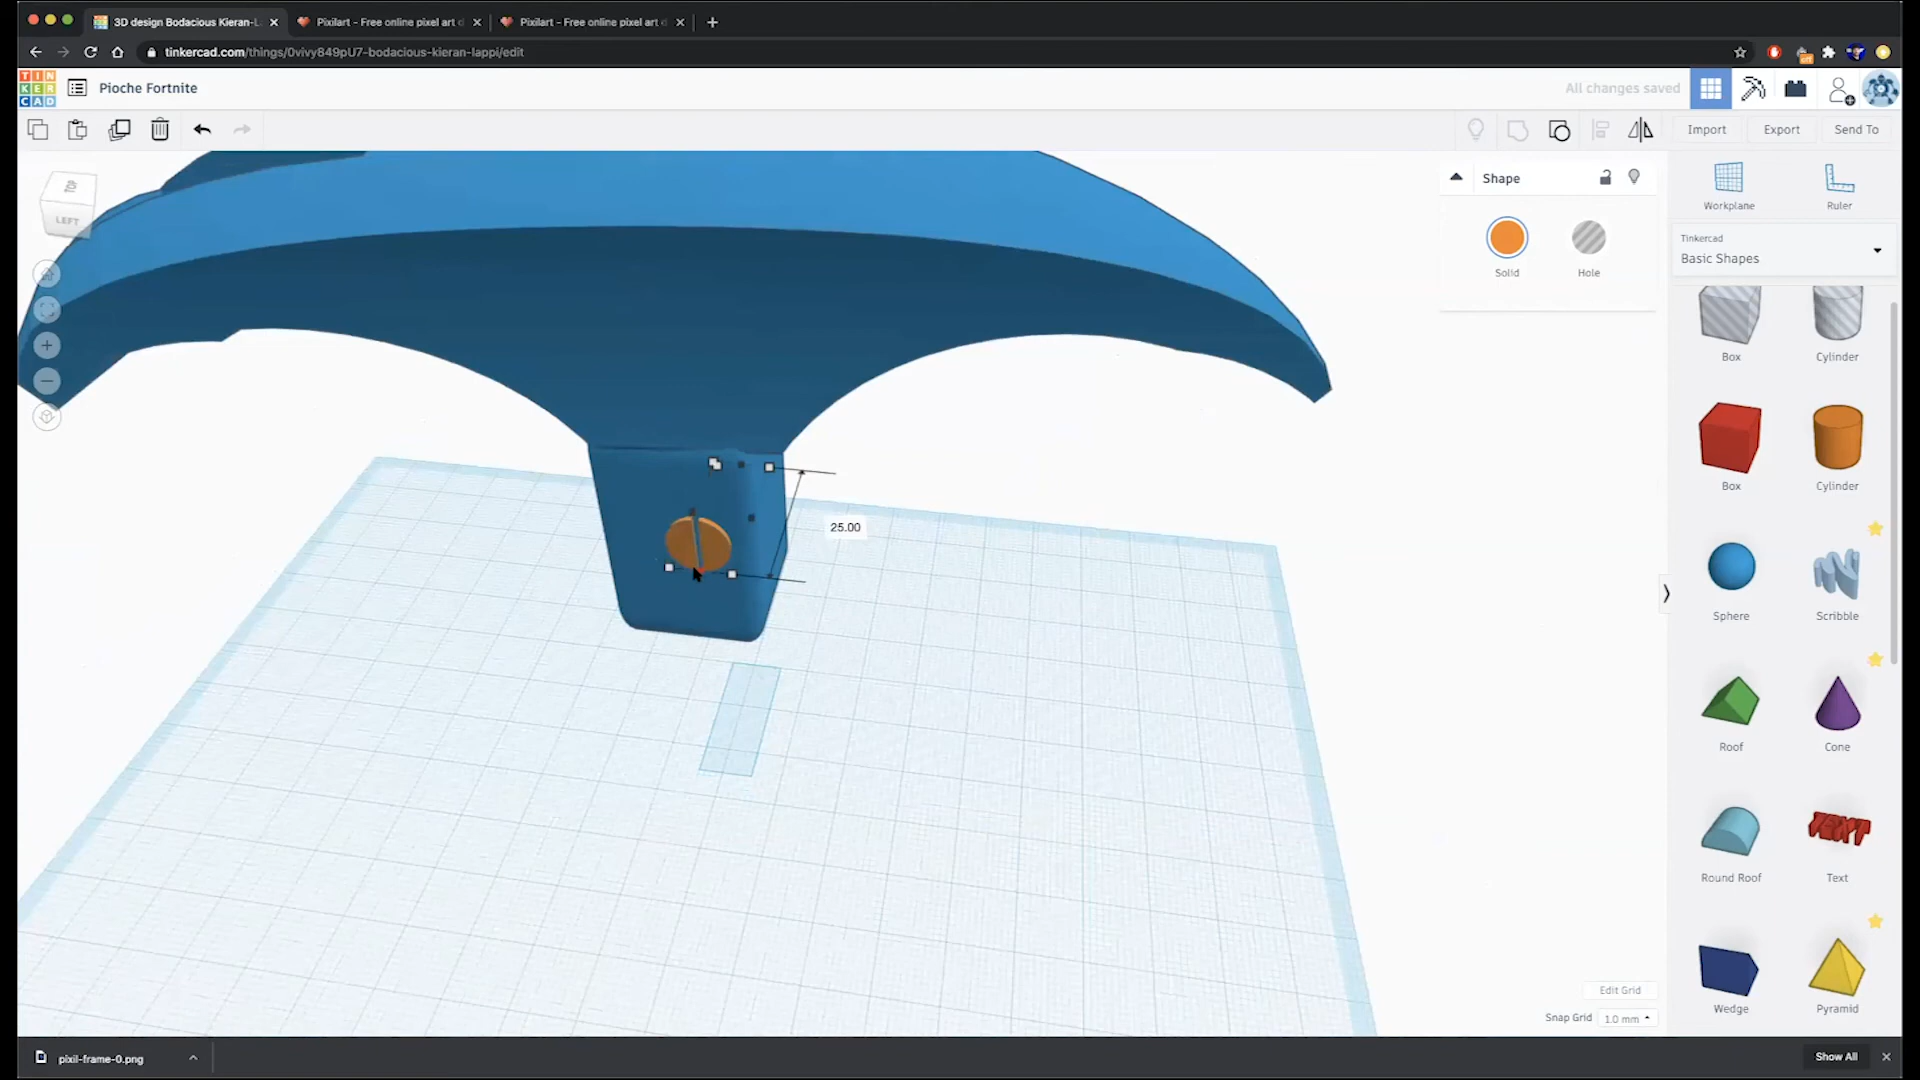 3D design Bodacious Kieran-L
Pixilart - Free online pixel art
Pixilart - Free online pixel art
tinkercad.com/things/0vivy849pU7-bodacious-kieran-lappi/edit
TIN
KER
CAD
Pioche Fortnite
All changes saved
Import
Export
Send To
TOP
LEFT
Shape
Solid
Hole
Workplane
Ruler
Tinkercad
Basic Shapes
Box
Cylinder
Box
Cylinder
25.00
Sphere
Scribble
Roof
Cone
TEXT
Round Roof
Text
Wedge
Pyramid
Edit Grid
Snap Grid
1.0 mm
pixil-frame-0.png
Show All